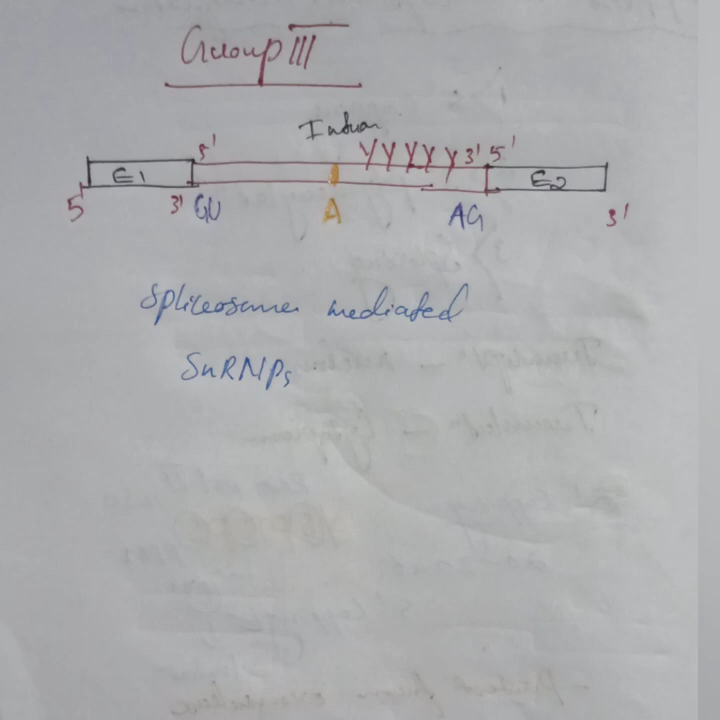 Group III
Intron
5' YYYYY 3' 5'
E1 E2
5' 3' GU A AG 3'
Spliceosome mediated
SnRNPs